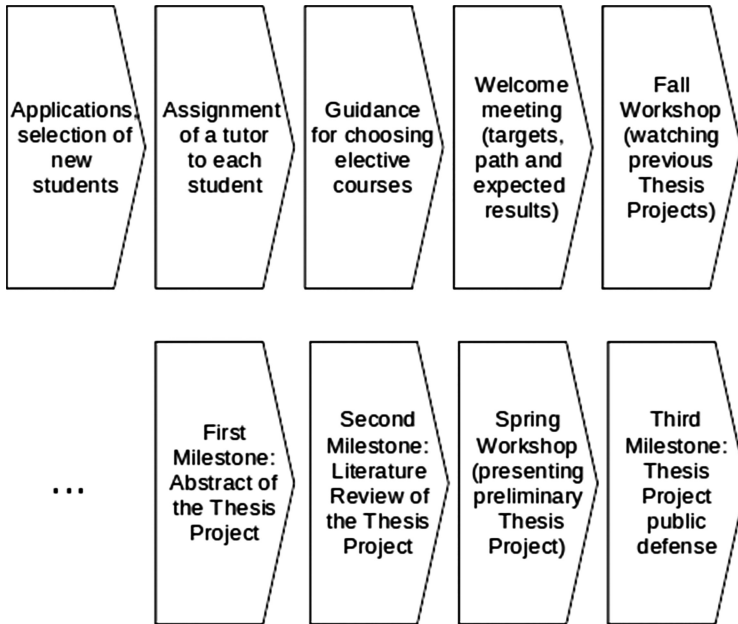 Applications,
selection of
new
students
Assignment
of a tutor
to each
student
Guidance
for choosing
elective
courses
Welcome
meeting
(targets,
path and
expected
results)
Fall
Workshop
(watching
previous
Thesis
Projects)
...
First
Milestone:
Abstract of
the Thesis
Project
Second
Milestone:
Literature
Review of
the Thesis
Project
Spring
Workshop
(presenting
preliminary
Thesis
Project)
Third
Milestone:
Thesis
Project
public
defense